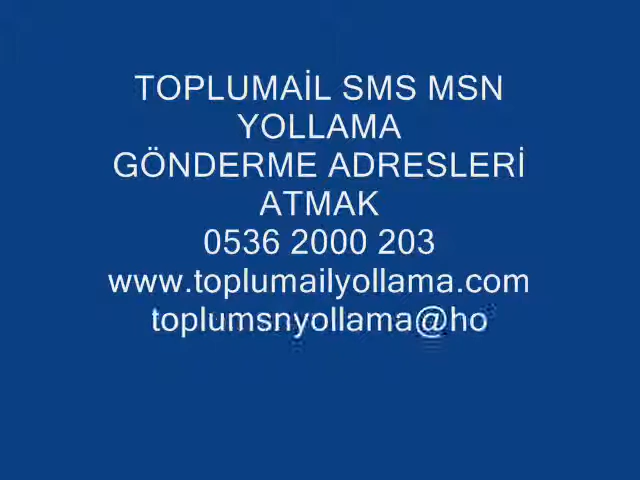 TOPLUMAİL SMS MSN
YOLLAMA
GÖNDERME ADRESLERİ
ATMAK
0536 2000 203
www.toplumailyollama.com
toplumsnyollama@ho